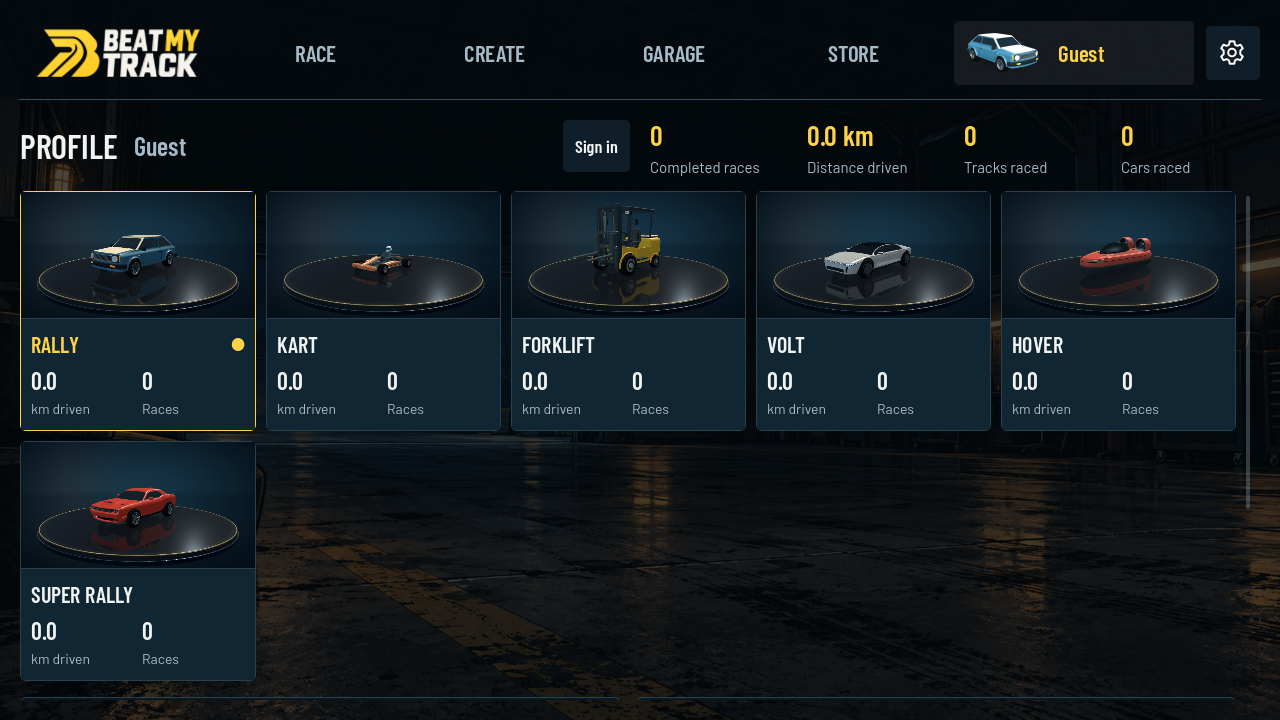 BEATMY
TRACK
RACE
CREATE
GARAGE
STORE
Guest
PROFILE
Guest
Sign in
0
Completed races
0.0 km
Distance driven
0
Tracks raced
0
Cars raced
RALLY
0.0
0
km driven
Races
KART
0.0
0
km driven
Races
FORKLIFT
0.0
0
km driven
Races
VOLT
0.0
0
km driven
Races
HOVER
0.0
0
km driven
Races
SUPER RALLY
0.0
0
km driven
Races